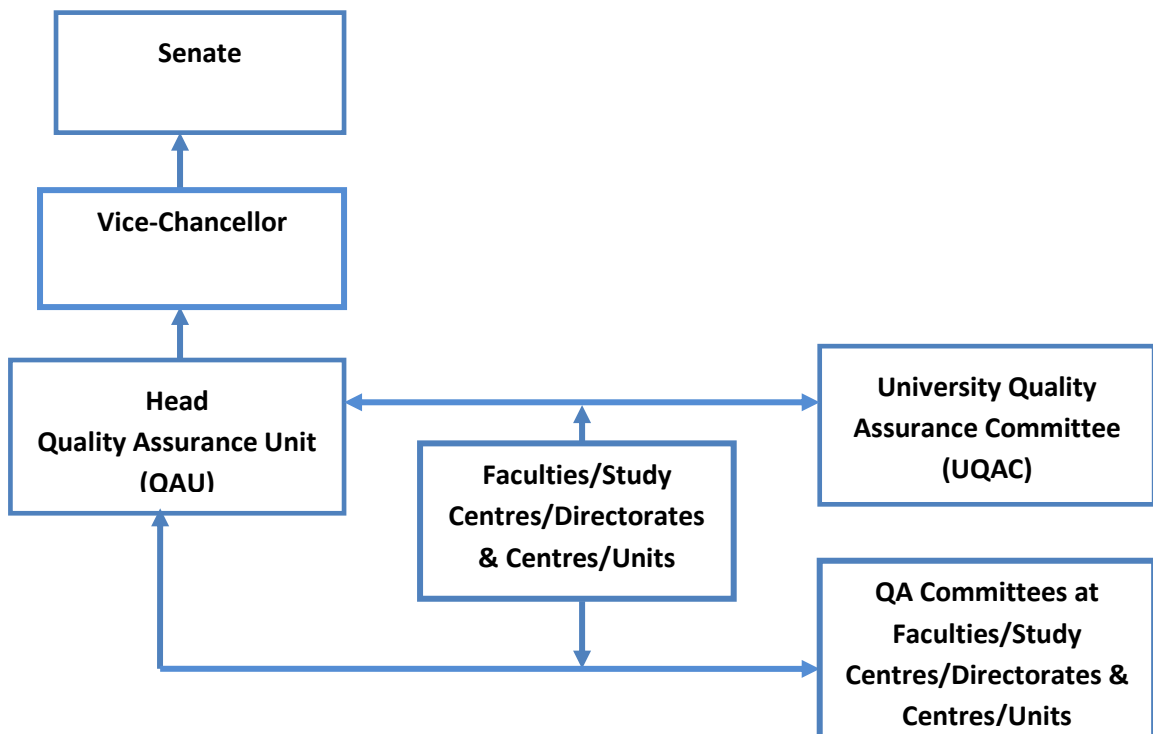 Senate
Vice-Chancellor
Head
Quality Assurance Unit
(QAU)
University Quality
Assurance Committee
(UQAC)
Faculties/Study
Centres/Directorates
& Centres/Units
QA Committees at
Faculties/Study
Centres/Directorates &
Centres/Units